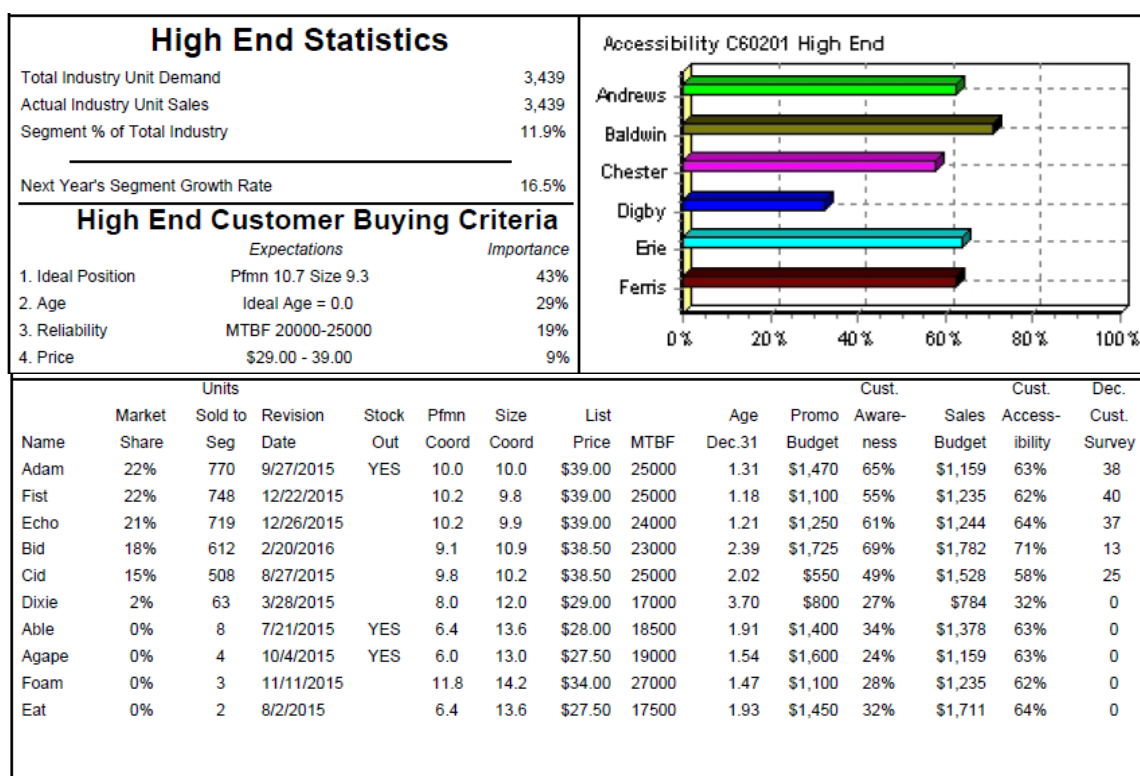 High End Statistics
Total Industry Unit Demand 3,439
Actual Industry Unit Sales 3,439
Segment % of Total Industry 11.9%
Next Year's Segment Growth Rate 16.5%
High End Customer Buying Criteria
Expectations Importance
1. Ideal Position Pfmn 10.7 Size 9.3 43%
2. Age Ideal Age = 0.0 29%
3. Reliability MTBF 20000-25000 19%
4. Price $29.00 - 39.00 9%
Accessibility C60201 High End
Andrews
Baldwin
Chester
Digby
Erie
Ferris
0% 20% 40% 60% 80% 100%
Units Cust. Cust. Dec.
Market Sold to Revision Stock Pfmn Size List Age Promo Aware- Sales Access- Cust.
Name Share Seg Date Out Coord Coord Price MTBF Dec.31 Budget ness Budget ibility Survey
Adam 22% 770 9/27/2015 YES 10.0 10.0 $39.00 25000 1.31 $1,470 65% $1,159 63% 38
Fist 22% 748 12/22/2015 10.2 9.8 $39.00 25000 1.18 $1,100 55% $1,235 62% 40
Echo 21% 719 12/26/2015 10.2 9.9 $39.00 24000 1.21 $1,250 61% $1,244 64% 37
Bid 18% 612 2/20/2016 9.1 10.9 $38.50 23000 2.39 $1,725 69% $1,782 71% 13
Cid 15% 508 8/27/2015 9.8 10.2 $38.50 25000 2.02 $550 49% $1,528 58% 25
Dixie 2% 63 3/28/2015 8.0 12.0 $29.00 17000 3.70 $800 27% $784 32% 0
Able 0% 8 7/21/2015 YES 6.4 13.6 $28.00 18500 1.91 $1,400 34% $1,378 63% 0
Agape 0% 4 10/4/2015 YES 6.0 13.0 $27.50 19000 1.54 $1,600 24% $1,159 63% 0
Foam 0% 3 11/11/2015 11.8 14.2 $34.00 27000 1.47 $1,100 28% $1,235 62% 0
Eat 0% 2 8/2/2015 6.4 13.6 $27.50 17500 1.93 $1,450 32% $1,711 64% 0